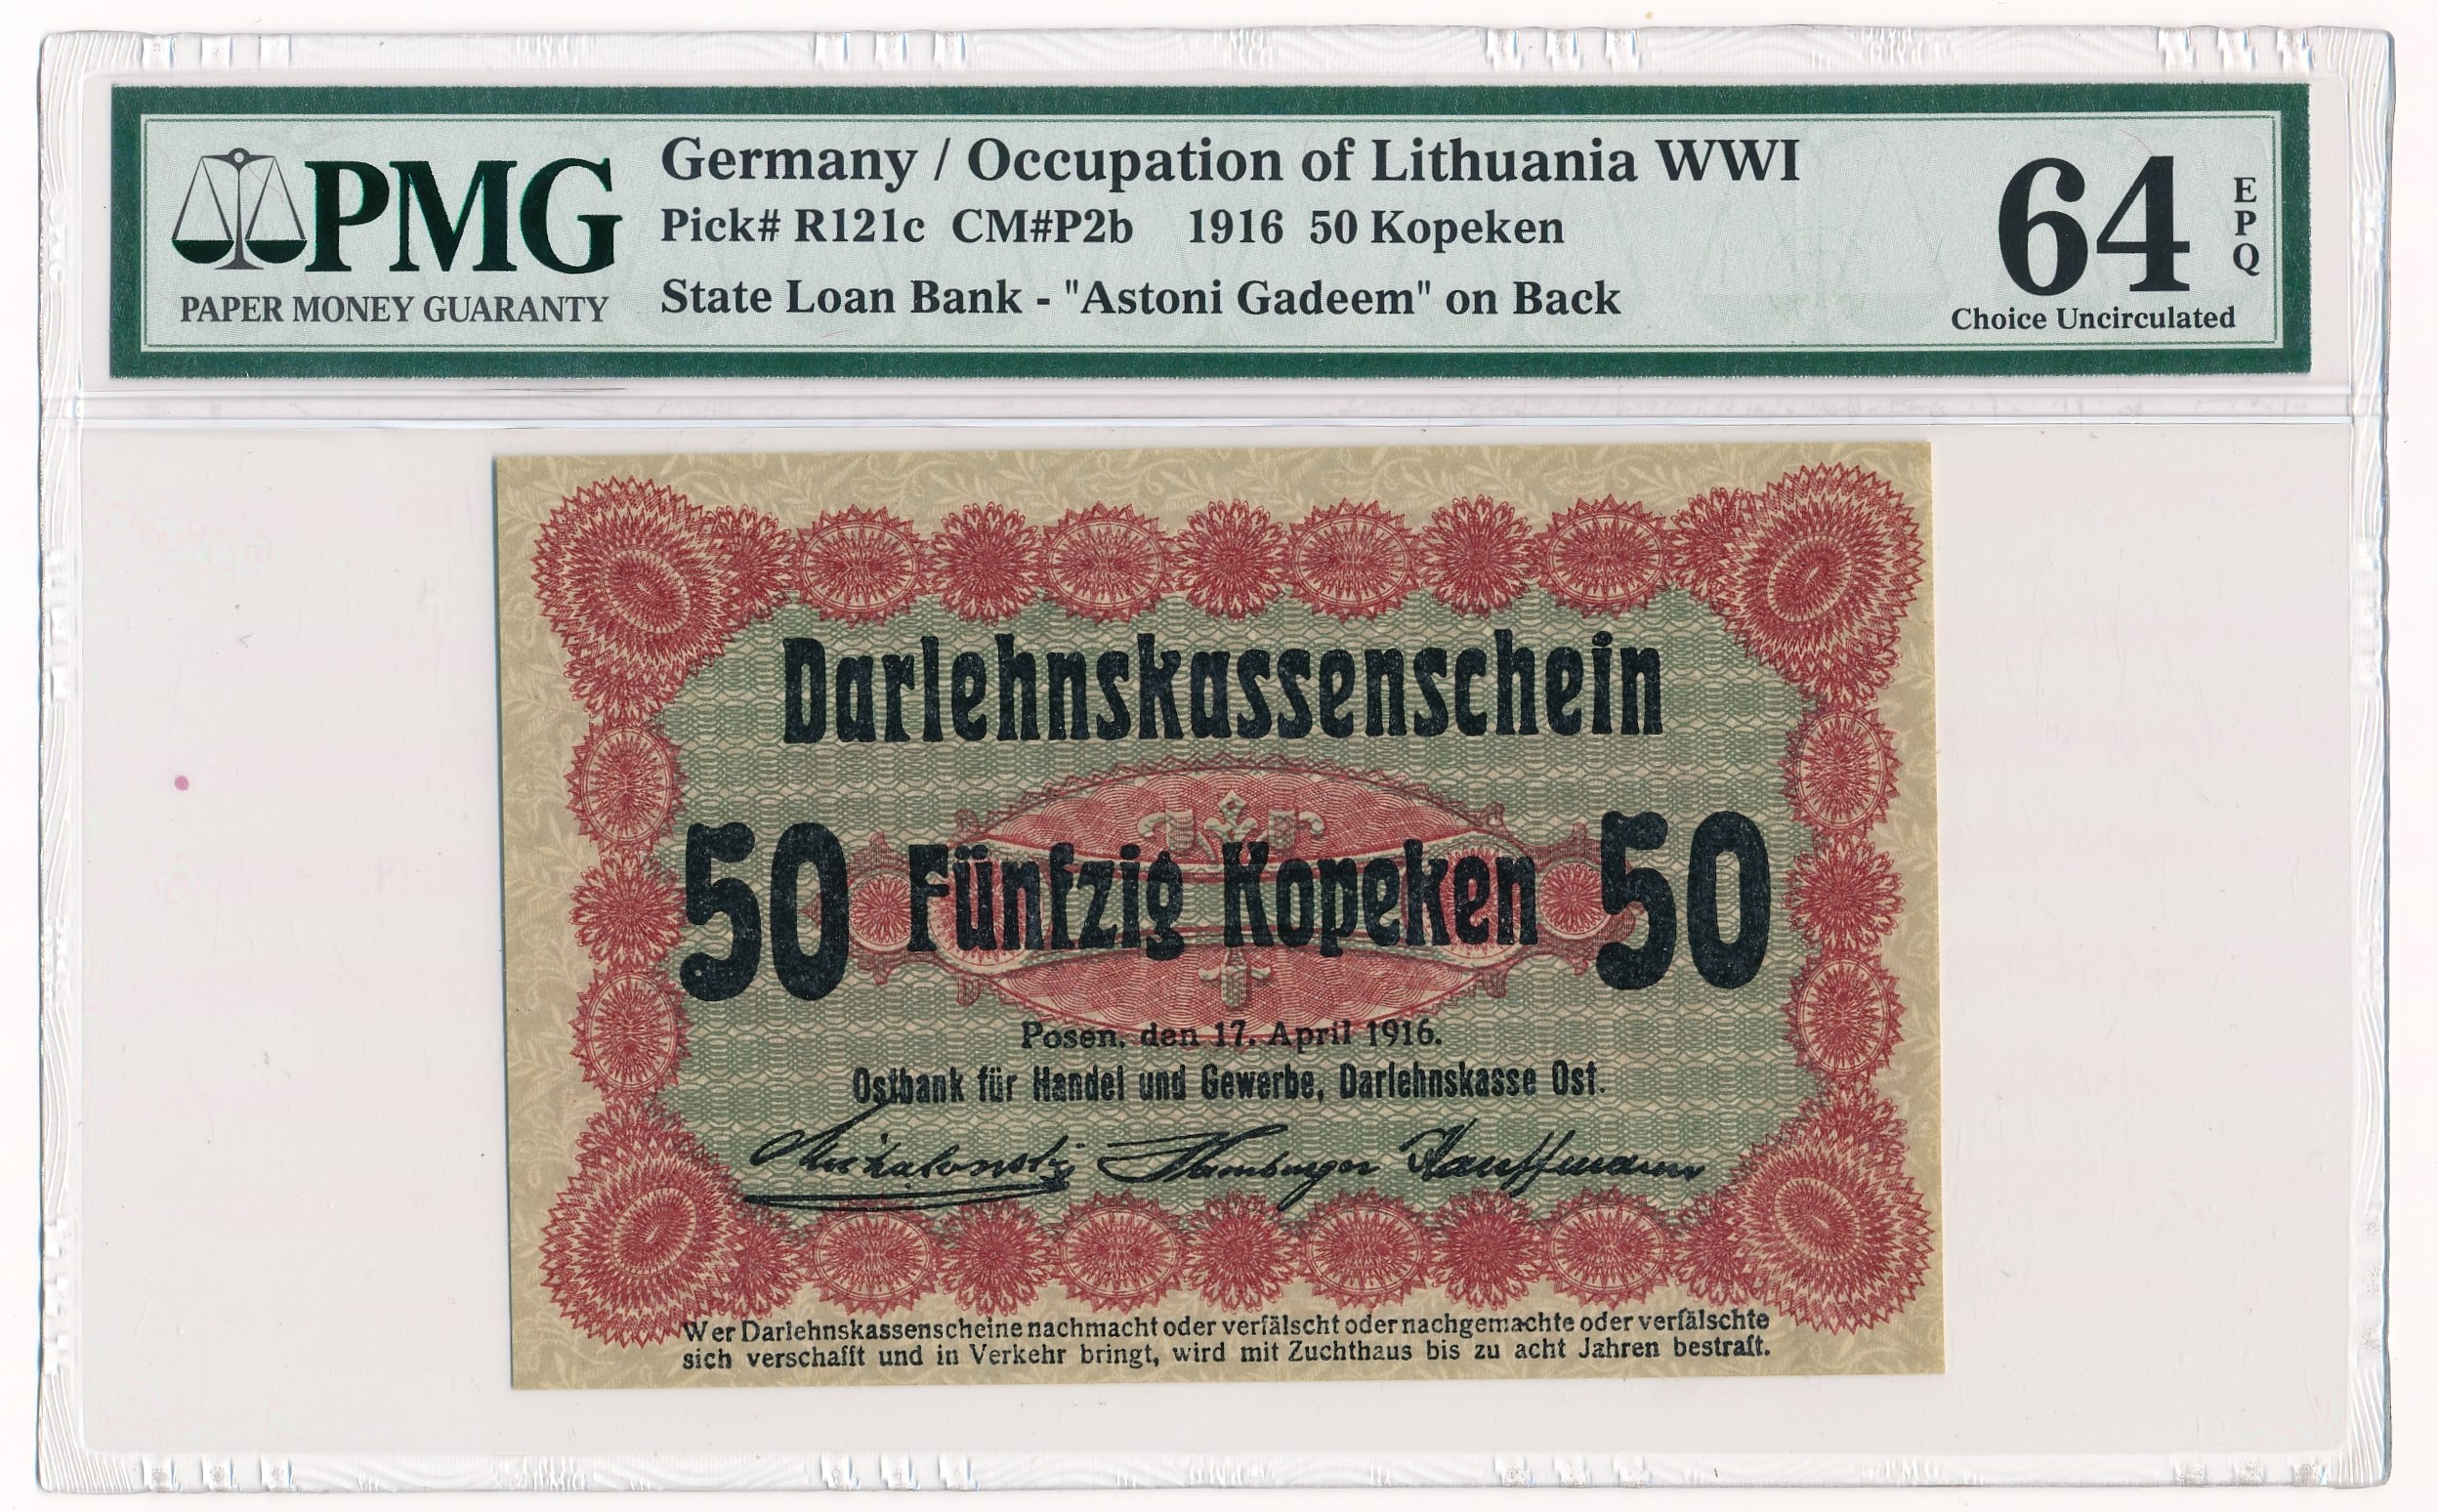 PMG
PAPER MONEY GUARANTY
Germany / Occupation of Lithuania WWI
Pick# R121c CM#P2b 1916 50 Kopeken
State Loan Bank - "Astoni Gadeem" on Back
64
EPQ
Choice Uncirculated
Darlehnskassenschein
50 Fünfzig Kopeken 50
Posen, den 17. April 1916.
Ostbank für Handel und Gewerbe, Darlehnskasse Ost.
Michalowski Hamburger Kauffmann
Wer Darlehnskassenscheine nachmacht oder verfälscht oder nachgemachte oder verfälschte
sich verschafft und in Verkehr bringt, wird mit Zuchthaus bis zu acht Jahren bestraft.